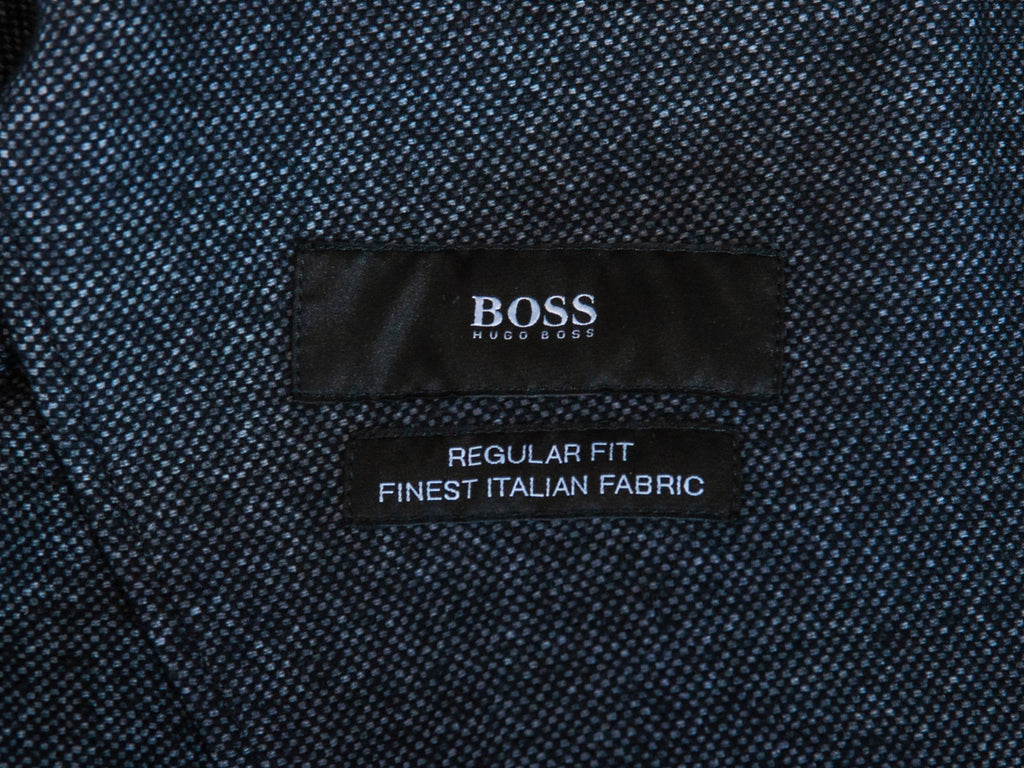 BOSS
HUGO BOSS
REGULAR FIT
FINEST ITALIAN FABRIC